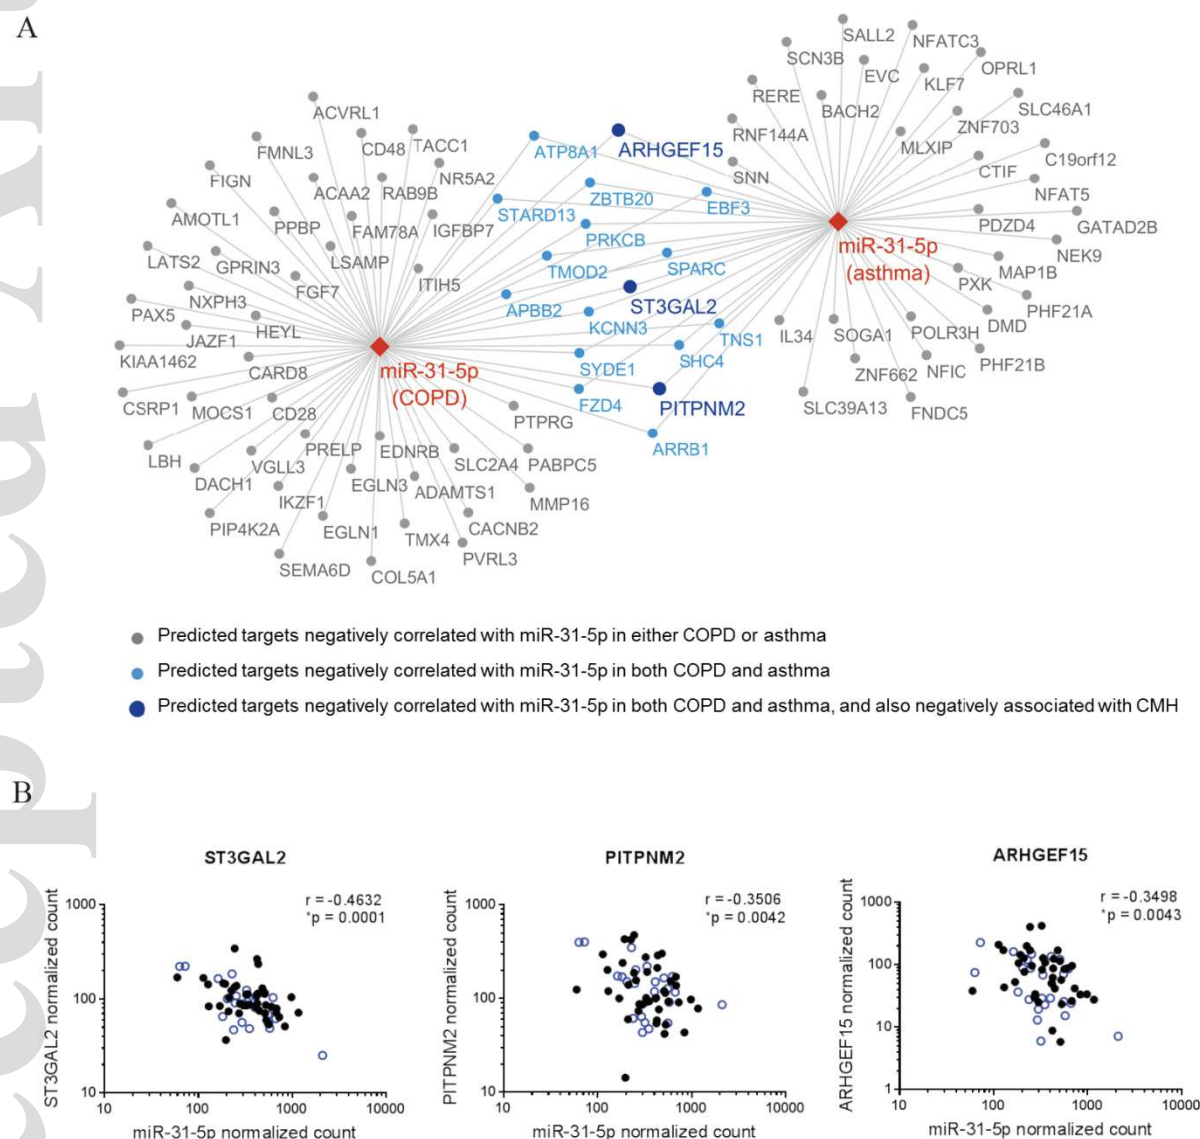 A
SALL2
NFATC3
SCN3B
OPRL1
EVC
KLF7
RERE
SLC46A1
BACH2
ACVRL1
ZNF703
RNF144A
TACC1
CD48
MLXIP
ATP8A1
ARHGEF15
FMNL3
C19orf12
CTIF
SNN
NR5A2
FIGN
ACAA2
RAB9B
NFAT5
ZBTB20
EBF3
STARD13
AMOTL1
PPBP
FAM78A
IGFBP7
PDZD4
GATAD2B
PRKCB
miR-31-5p
(asthma)
NEK9
LATS2
GPRIN3
LSAMP
TMOD2
SPARC
MAP1B
ITIH5
PXK
FGF7
NXPH3
ST3GAL2
APBB2
PHF21A
PAX5
HEYL
KCNN3
DMD
JAZF1
TNS1
IL34
SOGA1
POLR3H
KIAA1462
SHC4
PHF21B
CARD8
miR-31-5p
(COPD)
SYDE1
ZNF662
NFIC
CSRP1
MOCS1
CD28
FZD4
PITPNM2
SLC39A13
FNDC5
PTPRG
PRELP
EDNRB
ARRB1
LBH
VGLL3
SLC2A4
PABPC5
DACH1
EGLN3
ADAMTS1
IKZF1
MMP16
PIP4K2A
EGLN1
TMX4
CACNB2
PVRL3
SEMA6D
COL5A1
Predicted targets negatively correlated with miR-31-5p in either COPD or asthma
Predicted targets negatively correlated with miR-31-5p in both COPD and asthma
Predicted targets negatively correlated with miR-31-5p in both COPD and asthma, and also negatively associated with CMH
B
ST3GAL2
r = -0.4632
*p = 0.0001
ST3GAL2 normalized count
1000
100
10
10 100 1000 10000
miR-31-5p normalized count
PITPNM2
r = -0.3506
*p = 0.0042
PITPNM2 normalized count
1000
100
10
10 100 1000 10000
miR-31-5p normalized count
ARHGEF15
r = -0.3498
*p = 0.0043
ARHGEF15 normalized count
1000
100
10
1
10 100 1000 10000
miR-31-5p normalized count